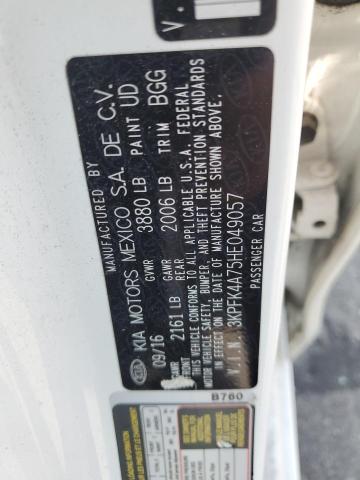 MANUFACTURED BY
KIA MOTORS MEXICO S.A. DE C.V.
09/16 GVWR 3880 LB PAINT UD
GAWR FRONT 2161 LB GAWR REAR 2006 LB TRIM BGG
THIS VEHICLE CONFORMS TO ALL APPLICABLE U.S.A. FEDERAL
MOTOR VEHICLE SAFETY, BUMPER, AND THEFT PREVENTION STANDARDS
IN EFFECT ON THE DATE OF MANUFACTURE SHOWN ABOVE.
V.I.N. : 3KPFK4A75HE049057
PASSENGER CAR
B760
V.